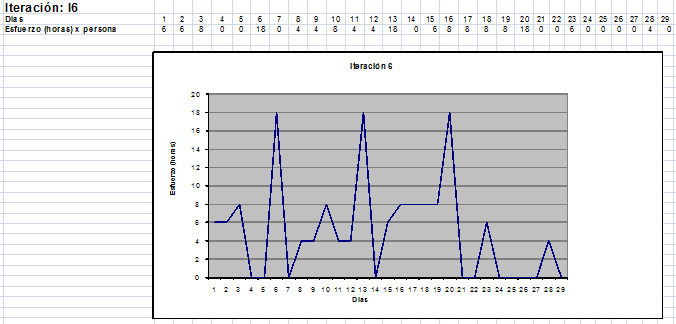 Iteración: I6
Días 1 2 3 4 5 6 7 8 9 10 11 12 13 14 15 16 17 18 19 20 21 22 23 24 25 26 27 28 29
Esfuerzo (horas) x persona 6 6 8 0 0 18 0 4 4 8 4 4 18 0 6 8 8 8 8 18 0 0 6 0 0 0 0 4 0
Iteración 6
20
18
16
14
12
10
8
6
4
2
0
Esfuerzo (horas)
1 2 3 4 5 6 7 8 9 10 11 12 13 14 15 16 17 18 19 20 21 22 23 24 25 26 27 28 29
Días